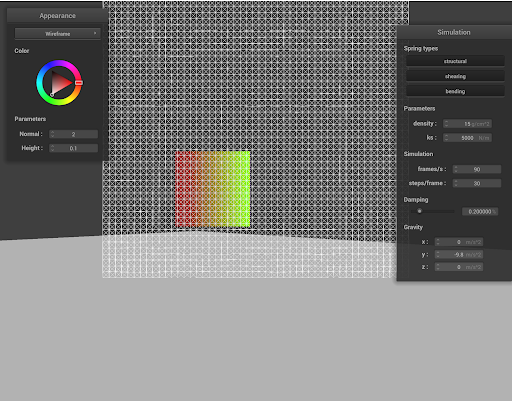 Appearance
Wireframe
Color
Parameters
Normal : 2
Height : 0.1
Simulation
Spring types
structural
shearing
bending
Parameters
density : 15 g/cm^2
ks : 5000 N/m
Simulation
frames/s : 90
steps/frame : 30
Damping
0.200000 %
Gravity
x : 0 m/s^2
y : -9.8 m/s^2
z : 0 m/s^2